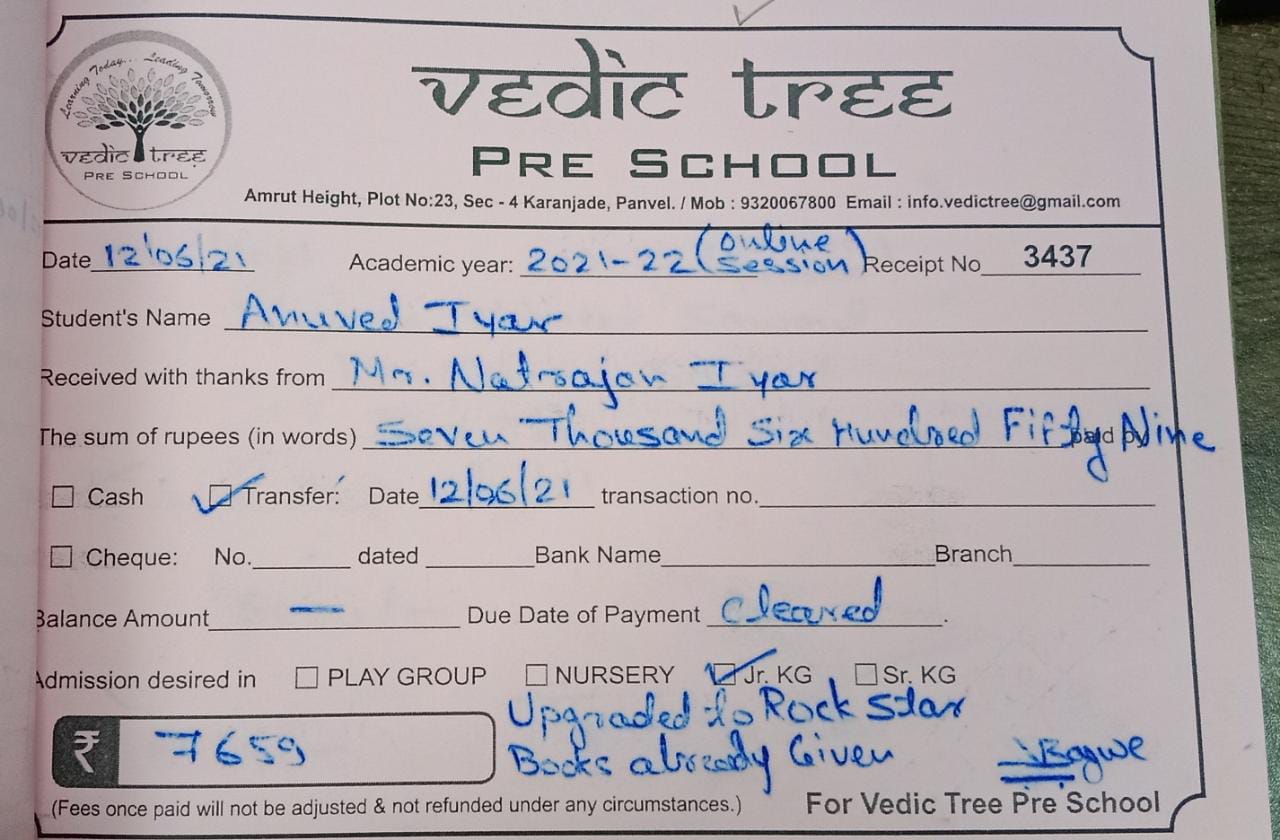 Learning Today... Leading Tomorrow
vedic tree
PRE SCHOOL
vedic tree
PRE SCHOOL
Amrut Height, Plot No:23, Sec - 4 Karanjade, Panvel. / Mob : 9320067800 Email : info.vedictree@gmail.com
Date 12/06/21 Academic year: 2021-22 (online session) Receipt No 3437
Student's Name Anuved Iyar
Received with thanks from Mr. Natrajan Iyar
The sum of rupees (in words) Seven Thousand Six Hundred Fifty Nine paid by
Cash Transfer: Date 12/06/21 transaction no.
Cheque: No. dated Bank Name Branch
Balance Amount — Due Date of Payment Cleared.
Admission desired in PLAY GROUP NURSERY Jr. KG Sr. KG
Upgraded to Rock Star
₹ 7659 Books already Given Bagwe
(Fees once paid will not be adjusted & not refunded under any circumstances.) For Vedic Tree Pre School